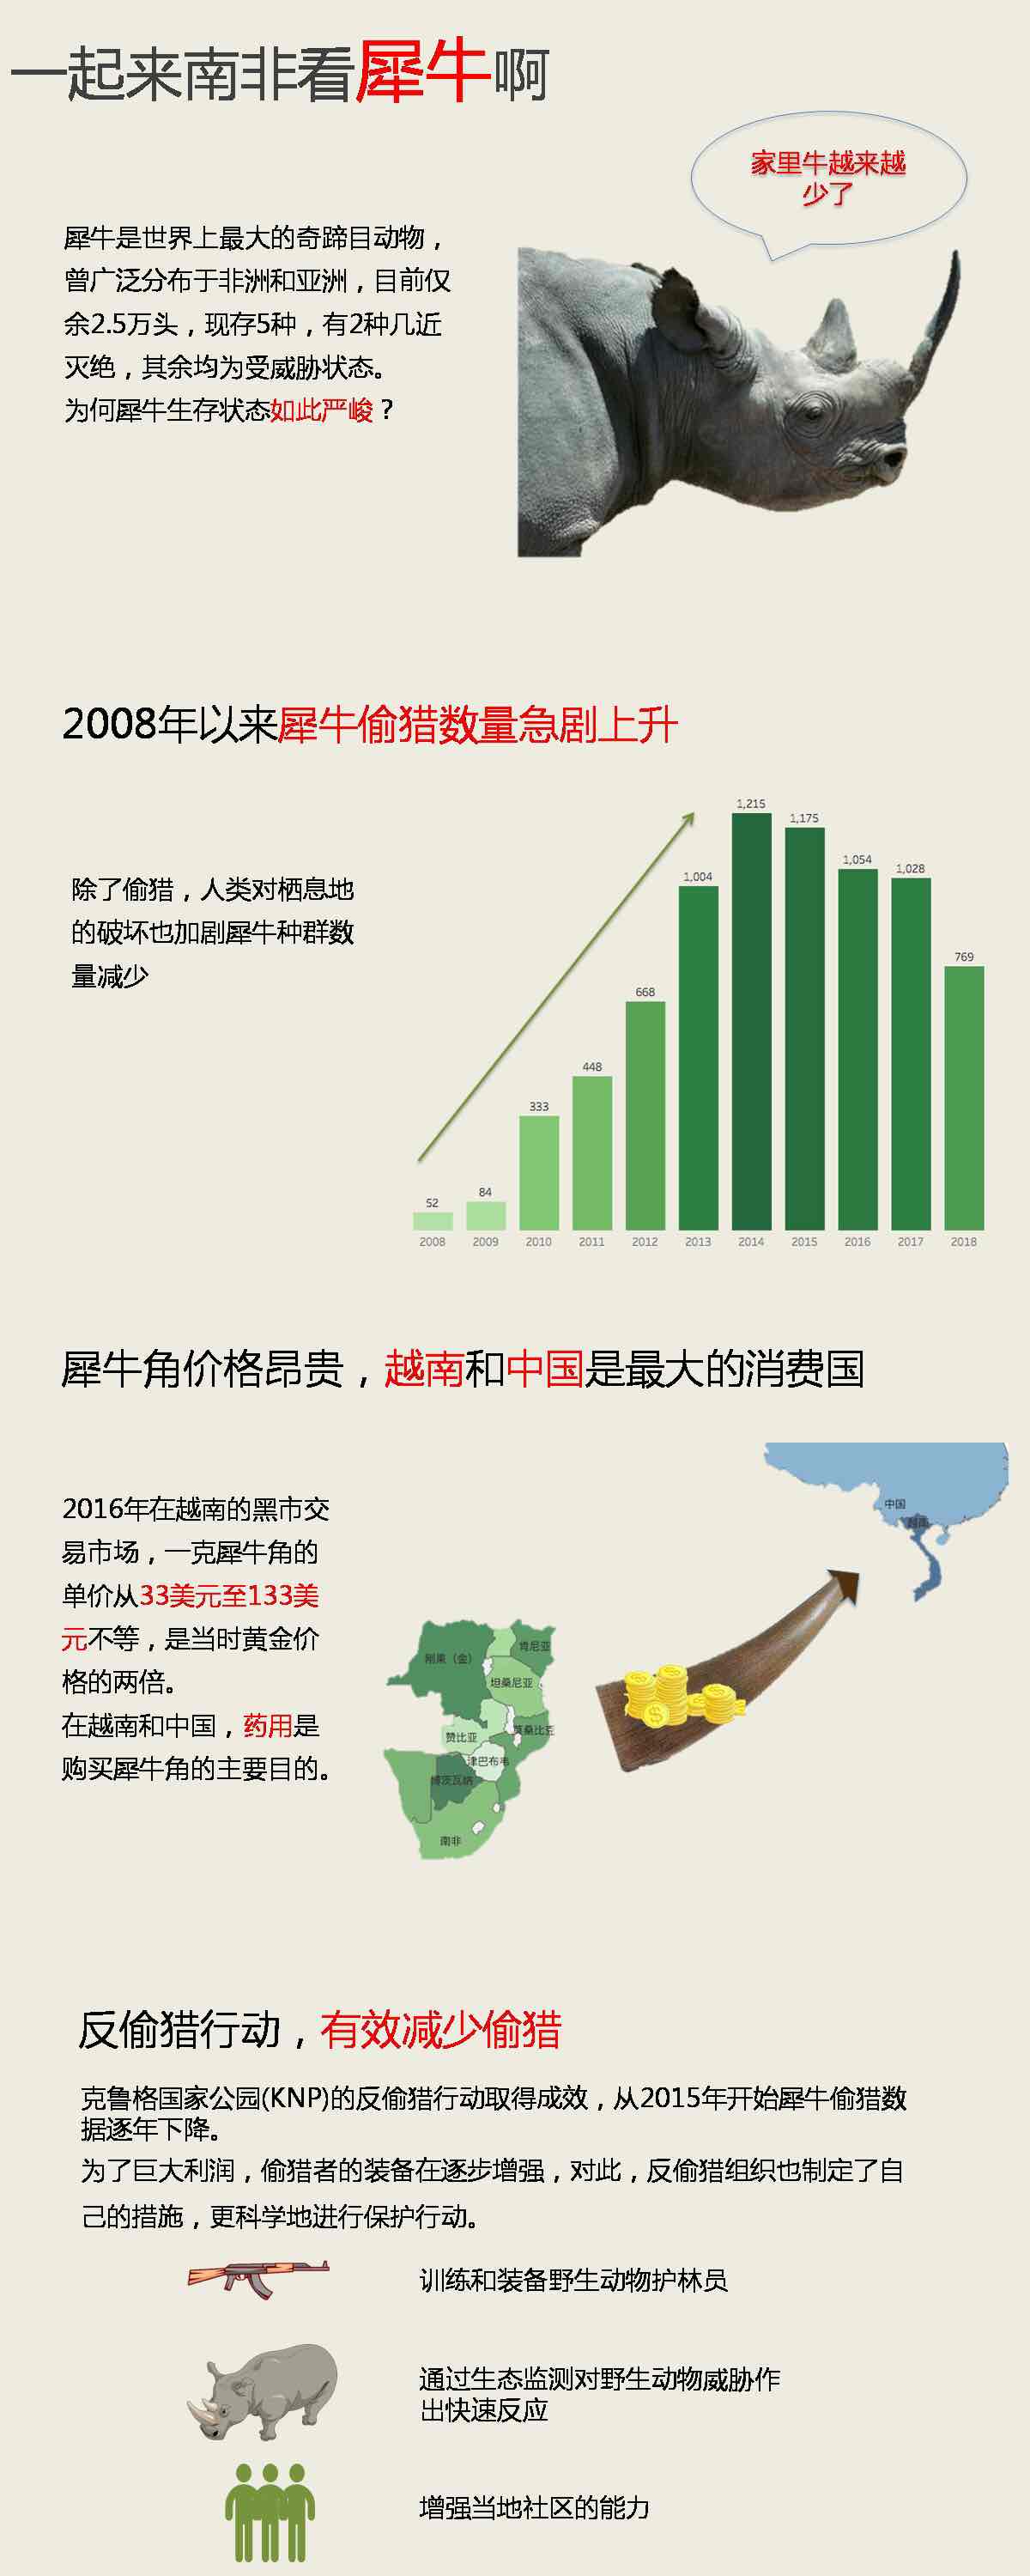 一起来南非看犀牛啊
家里牛越来越
少了
犀牛是世界上最大的奇蹄目动物，
曾广泛分布于非洲和亚洲，目前仅
余2.5万头，现存5种，有2种几近
灭绝，其余均为受威胁状态。
为何犀牛生存状态如此严峻？
2008年以来犀牛偷猎数量急剧上升
除了偷猎，人类对栖息地
的破坏也加剧犀牛种群数
量减少
1,215
1,175
1,054
1,028
1,004
769
668
448
333
84
52
2008 2009 2010 2011 2012 2013 2014 2015 2016 2017 2018
犀牛角价格昂贵，越南和中国是最大的消费国
2016年在越南的黑市交
易市场，一克犀牛角的
单价从33美元至133美
元不等，是当时黄金价
格的两倍。
在越南和中国，药用是
购买犀牛角的主要目的。
中国
越南
肯尼亚
刚果（金）
坦桑尼亚
莫桑比克
赞比亚
津巴布韦
博茨瓦纳
南非
反偷猎行动，有效减少偷猎
克鲁格国家公园(KNP)的反偷猎行动取得成效，从2015年开始犀牛偷猎数
据逐年下降。
为了巨大利润，偷猎者的装备在逐步增强，对此，反偷猎组织也制定了自
己的措施，更科学地进行保护行动。
训练和装备野生动物护林员
通过生态监测对野生动物威胁作
出快速反应
增强当地社区的能力